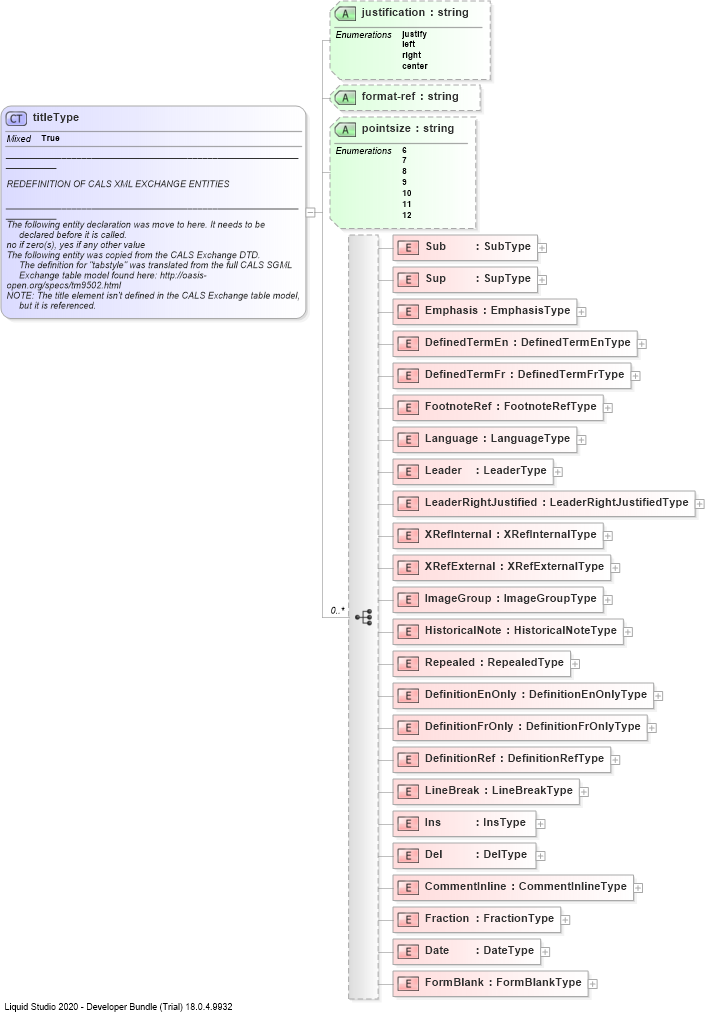 A justification : string
Enumerations justify
left
right
center
A format-ref : string
CT titleType
Mixed True
REDEFINITION OF CALS XML EXCHANGE ENTITIES
The following entity declaration was move to here. It needs to be
declared before it is called.
no if zero(s), yes if any other value
The following entity was copied from the CALS Exchange DTD.
The definition for "tabstyle" was translated from the full CALS SGML
Exchange table model found here: http://oasis-
open.org/specs/tm9502.html
NOTE: The title element isn't defined in the CALS Exchange table model,
but it is referenced.
A pointsize : string
Enumerations 6
7
8
9
10
11
12
0..*
E Sub : SubType
E Sup : SupType
E Emphasis : EmphasisType
E DefinedTermEn : DefinedTermEnType
E DefinedTermFr : DefinedTermFrType
E FootnoteRef : FootnoteRefType
E Language : LanguageType
E Leader : LeaderType
E LeaderRightJustified : LeaderRightJustifiedType
E XRefInternal : XRefInternalType
E XRefExternal : XRefExternalType
E ImageGroup : ImageGroupType
E HistoricalNote : HistoricalNoteType
E Repealed : RepealedType
E DefinitionEnOnly : DefinitionEnOnlyType
E DefinitionFrOnly : DefinitionFrOnlyType
E DefinitionRef : DefinitionRefType
E LineBreak : LineBreakType
E Ins : InsType
E Del : DelType
E CommentInline : CommentInlineType
E Fraction : FractionType
E Date : DateType
E FormBlank : FormBlankType
Liquid Studio 2020 - Developer Bundle (Trial) 18.0.4.9932